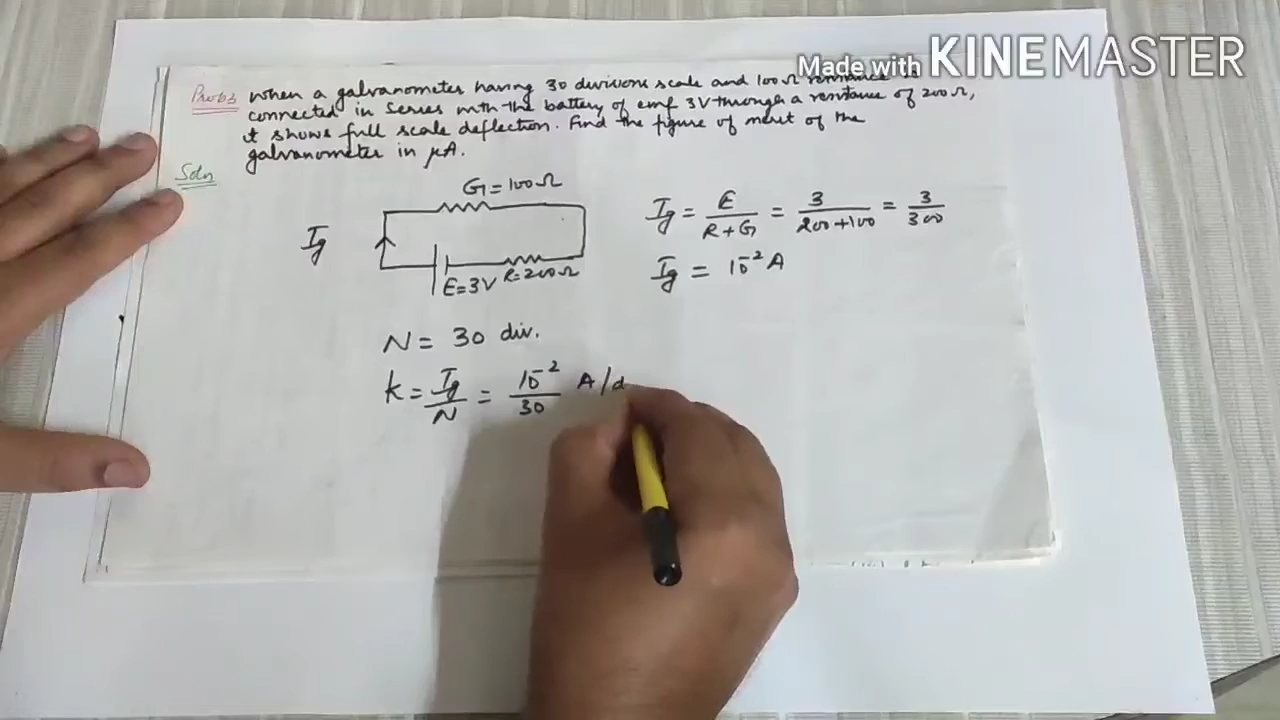 Made with KINEMASTER
Prob3 When a galvanometer having 30 divisions scale and 100Ω
connected in series with the battery of emf 3V through a resistance of 200Ω,
it shows full scale deflection. Find the figure of merit of the
galvanometer in μA.
Soln
G = 100Ω
Ig
E=3V R=200Ω
Ig = E/(R+G) = 3/(200+100) = 3/300
Ig = 10⁻² A
N = 30 div.
k = Ig/N = 10⁻²/30 A/d